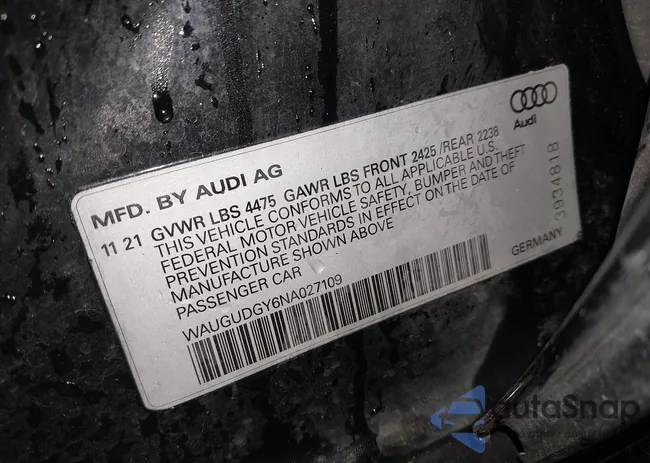 Audi
MFD. BY AUDI AG
11 21 GVWR LBS 4475 GAWR LBS FRONT 2425 /REAR 2238
THIS VEHICLE CONFORMS TO ALL APPLICABLE U.S.
FEDERAL MOTOR VEHICLE SAFETY, BUMPER AND THEFT
PREVENTION STANDARDS IN EFFECT ON THE DATE OF
MANUFACTURE SHOWN ABOVE
PASSENGER CAR
WAUGUDGY6NA027109
GERMANY
3934818
AutaSnap